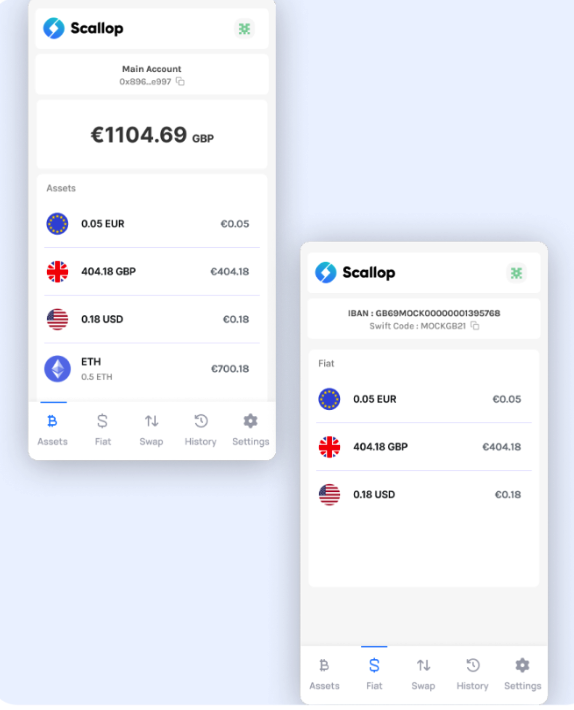 Scallop
Main Account
0x896...e997
€1104.69 GBP
Assets
0.05 EUR €0.05
404.18 GBP €404.18
0.18 USD €0.18
ETH €700.18
0.5 ETH
Assets Fiat Swap History Settings
Scallop
IBAN : GB69MOCK00000001395768
Swift Code : MOCKGB21
Fiat
0.05 EUR €0.05
404.18 GBP €404.18
0.18 USD €0.18
Assets Fiat Swap History Settings